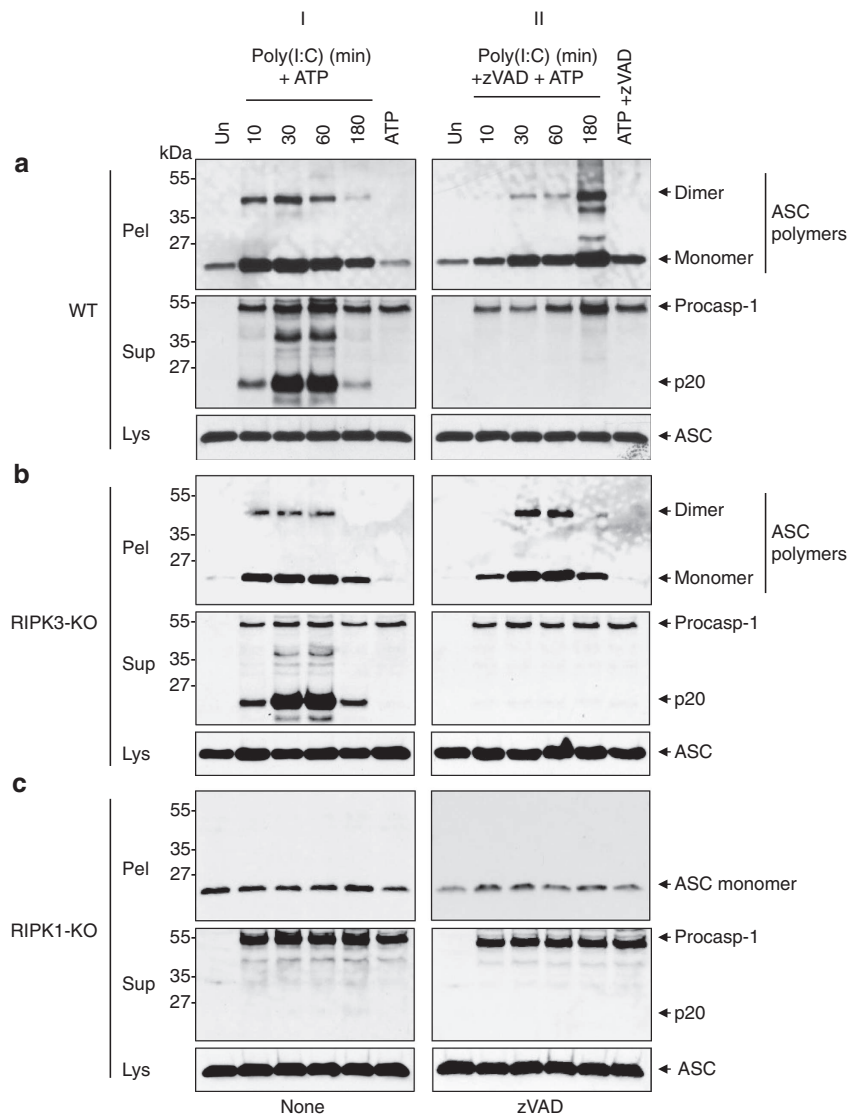 I II
Poly(I:C) (min)
+ ATP
Poly(I:C) (min)
+zVAD + ATP
Un 10 30 60 180 ATP
Un 10 30 60 180 ATP +zVAD
kDa
a
WT
Pel
55-
35-
27-
Dimer
Monomer
ASC
polymers
Sup
55-
35-
27-
Procasp-1
p20
Lys
ASC
b
RIPK3-KO
Pel
55-
35-
27-
Dimer
Monomer
ASC
polymers
Sup
55-
35-
27-
Procasp-1
p20
Lys
ASC
c
RIPK1-KO
Pel
55-
35-
27-
ASC monomer
Sup
55-
35-
27-
Procasp-1
p20
Lys
ASC
None zVAD